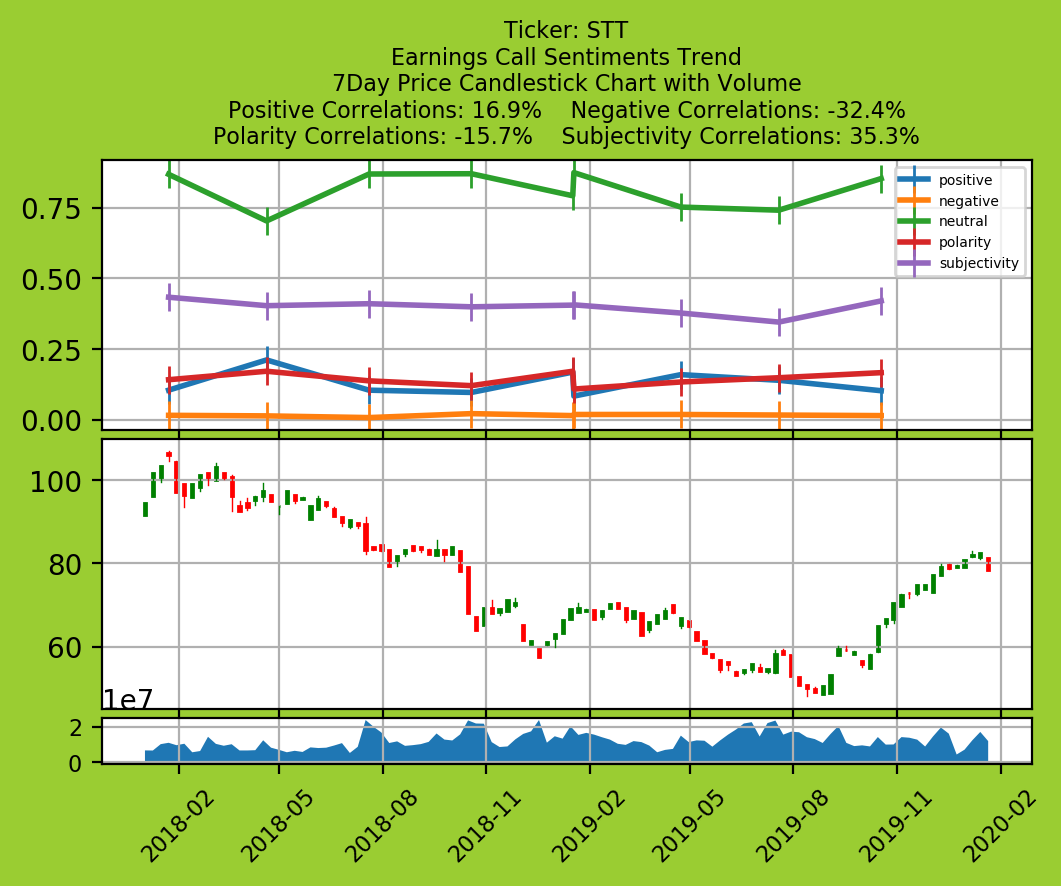 Ticker: STT
Earnings Call Sentiments Trend
7Day Price Candlestick Chart with Volume
Positive Correlations: 16.9%    Negative Correlations: -32.4%
Polarity Correlations: -15.7%    Subjectivity Correlations: 35.3%
positive
negative
neutral
polarity
subjectivity
0.75
0.50
0.25
0.00
100
80
60
1e7
2
0
2018-02
2018-05
2018-08
2018-11
2019-02
2019-05
2019-08
2019-11
2020-02